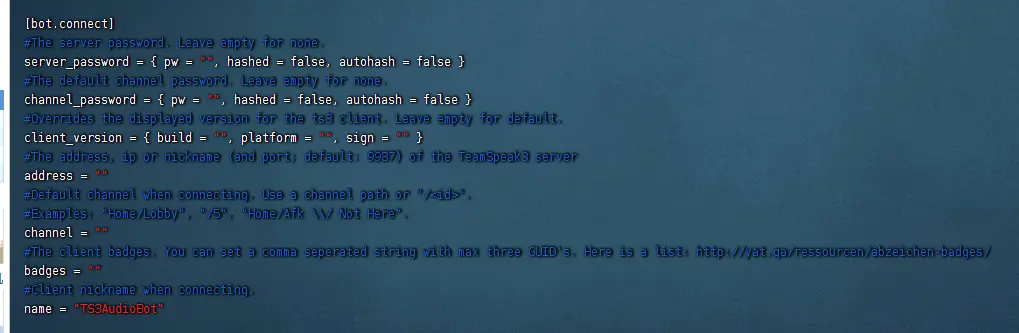 [bot.connect]
#The server password. Leave empty for none.
server_password = { pw = "", hashed = false, autohash = false }
#The default channel password. Leave empty for none.
channel_password = { pw = "", hashed = false, autohash = false }
#Overrides the displayed version for the ts3 client. Leave empty for default.
client_version = { build = "", platform = "", sign = "" }
#The address, ip or nickname (and port; default: 9987) of the TeamSpeak3 server
address = ""
#Default channel when connecting. Use a channel path or "/<id>".
#Examples: "Home/Lobby", "/5", "Home/Afk \\/ Not Here".
channel = ""
#The client badges. You can set a comma seperated string with max three GUID's. Here is a list: http://yat.qa/ressourcen/abzeichen-badges/
badges = ""
#Client nickname when connecting.
name = "TS3AudioBot"